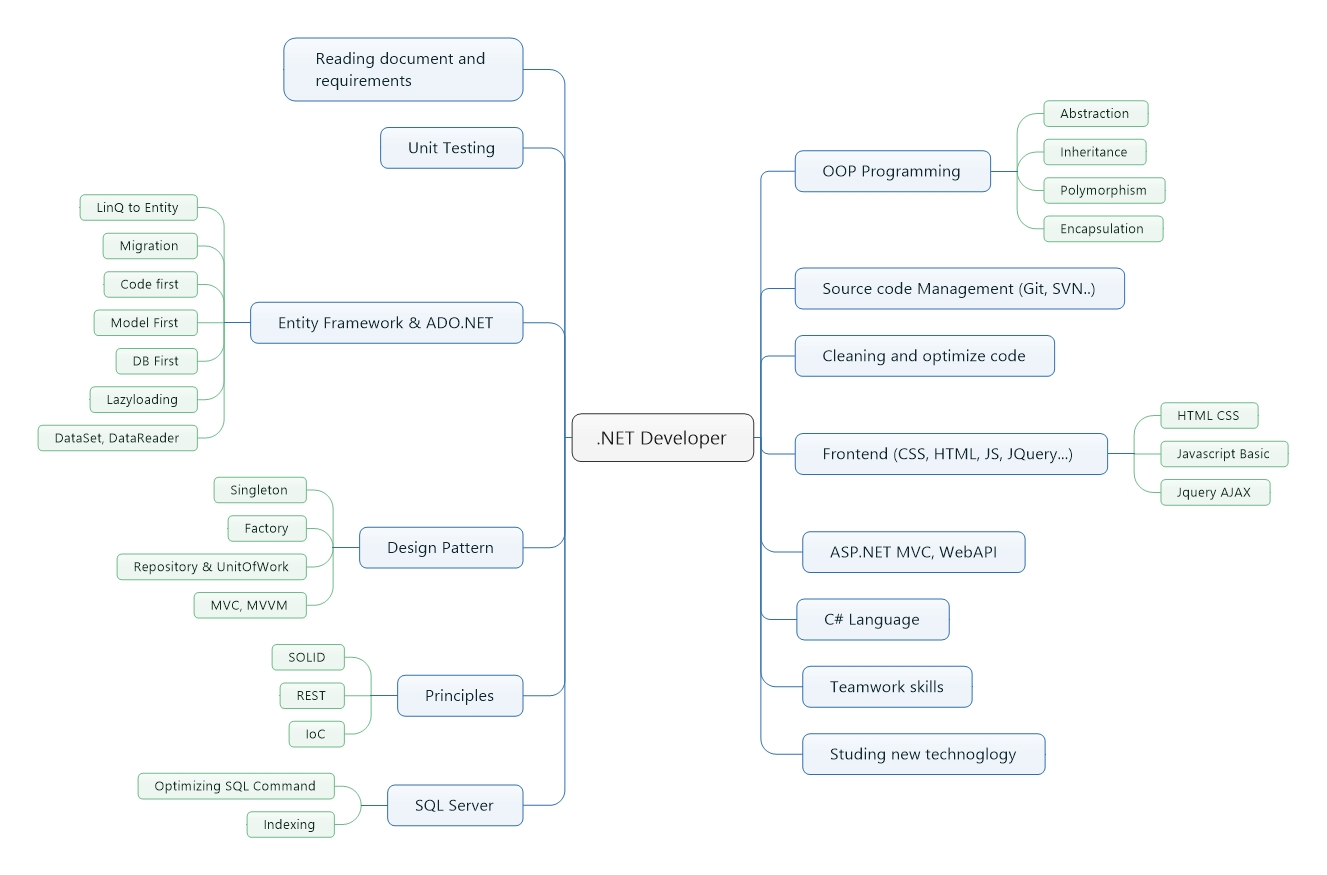 Reading document and
requirements
Unit Testing
LinQ to Entity
Migration
Code first
Model First
DB First
Lazyloading
DataSet, DataReader
Entity Framework & ADO.NET
Singleton
Factory
Repository & UnitOfWork
MVC, MVVM
Design Pattern
SOLID
REST
IoC
Principles
Optimizing SQL Command
Indexing
SQL Server
.NET Developer
OOP Programming
Abstraction
Inheritance
Polymorphism
Encapsulation
Source code Management (Git, SVN..)
Cleaning and optimize code
Frontend (CSS, HTML, JS, JQuery...)
HTML CSS
Javascript Basic
Jquery AJAX
ASP.NET MVC, WebAPI
C# Language
Teamwork skills
Studing new technoglogy